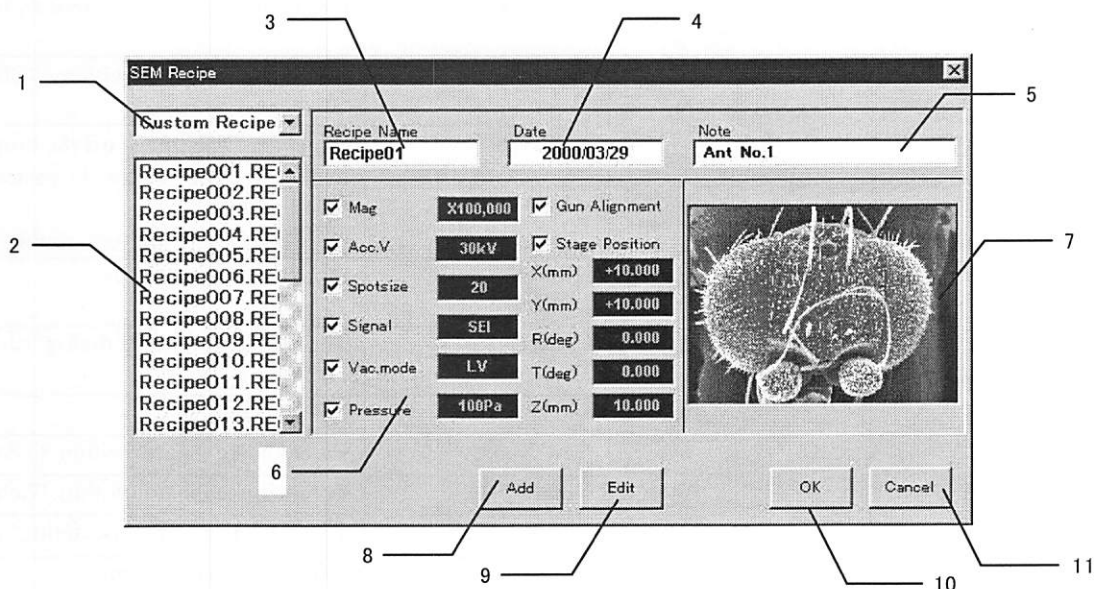 3
4
SEM Recipe
1
5
Custom Recipe
Recipe Name
Date
Note
Recipe01
2000/03/29
Ant No.1
Recipe001.RE
Recipe002.RE
Recipe003.RE
Recipe004.RE
Recipe005.RE
Recipe006.RE
Recipe007.RE
Recipe008.RE
Recipe009.RE
Recipe010.RE
Recipe011.RE
Recipe012.RE
Recipe013.RE
2
Mag X100,000
Acc.V 30kV
Spotsize 20
Signal SEI
Vac.mode LV
Pressure 100Pa
Gun Alignment
Stage Position
X(mm) +10.000
Y(mm) +10.000
R(deg) 0.000
T(deg) 0.000
Z(mm) 10.000
7
6
Add
Edit
OK
Cancel
8
9
10
11